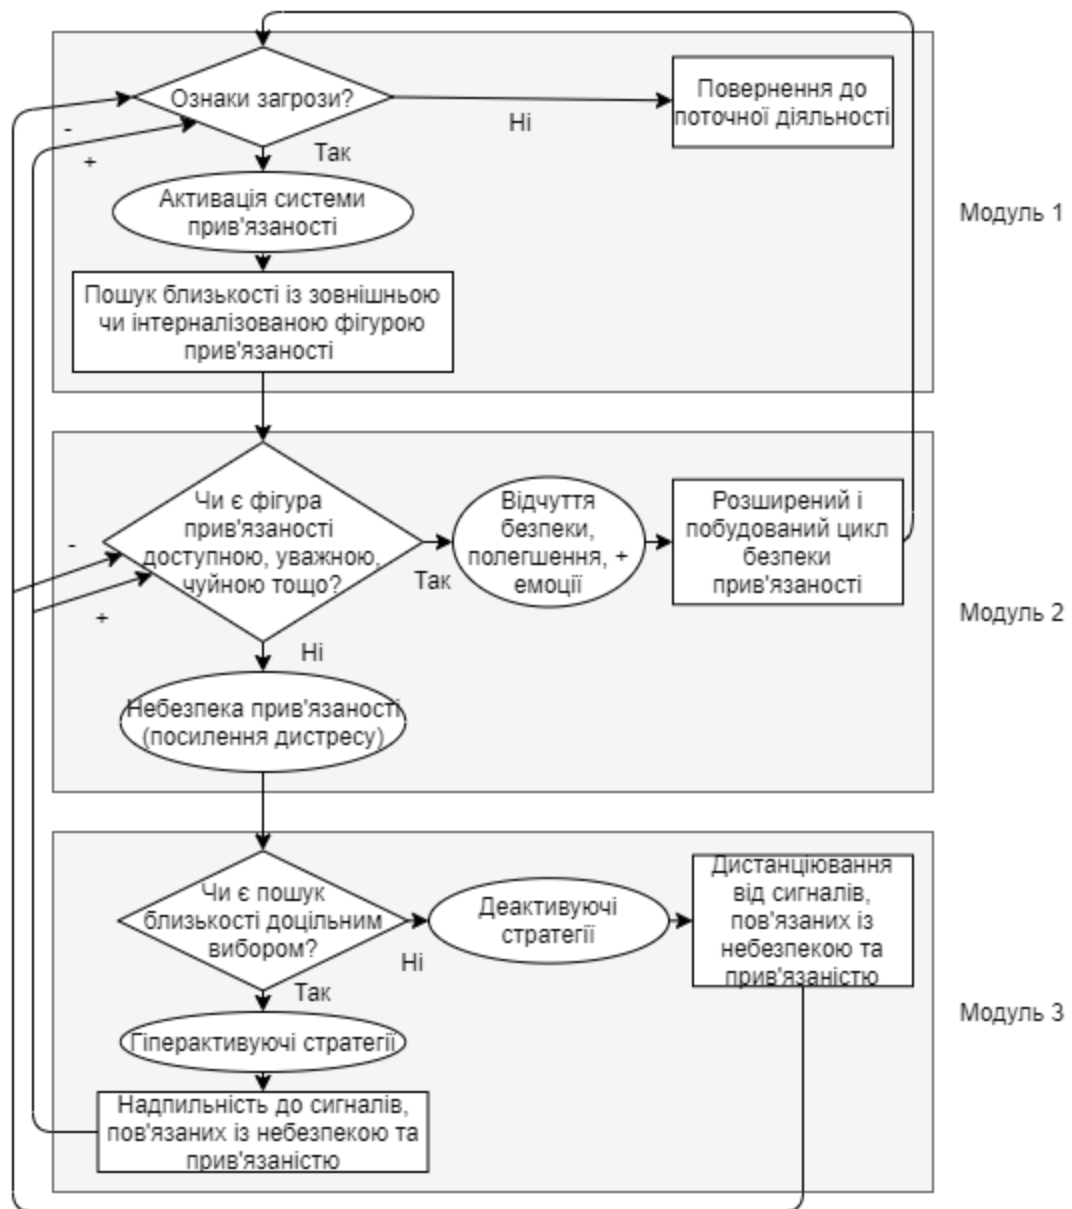 Ознаки загрози?
Ні
Повернення до
поточної діяльності
-
+
Так
Активація системи
прив'язаності
Модуль 1
Пошук близькості із зовнішньою
чи інтерналізованою фігурою
прив'язаності
Чи є фігура
прив'язаності
доступною, уважною,
чуйною тощо?
-
+
Так
Відчуття
безпеки,
полегшення, +
емоції
Розширений і
побудований цикл
безпеки
прив'язаності
Модуль 2
Ні
Небезпека прив'язаності
(посилення дистресу)
Чи є пошук
близькості доцільним
вибором?
Ні
Деактивуючі
стратегії
Дистанціювання
від сигналів,
пов'язаних із
небезпекою та
прив'язаністю
Так
Модуль 3
Гіперактивуючі стратегії
Надпильність до сигналів,
пов'язаних із небезпекою та
прив'язаністю